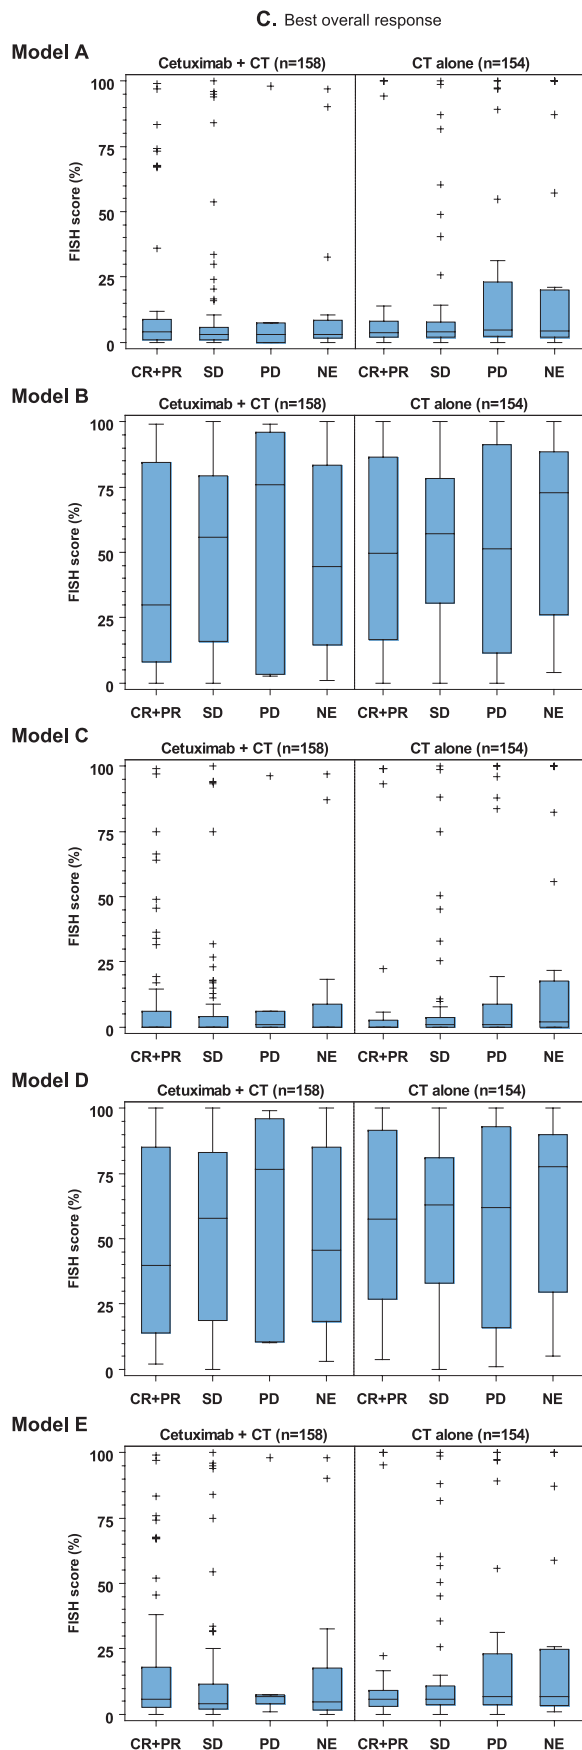 C. Best overall response
Model A
Cetuximab + CT (n=158) CT alone (n=154)
FISH score (%)
100
75
50
25
0
CR+PR SD PD NE CR+PR SD PD NE
Model B
Cetuximab + CT (n=158) CT alone (n=154)
FISH score (%)
100
75
50
25
0
CR+PR SD PD NE CR+PR SD PD NE
Model C
Cetuximab + CT (n=158) CT alone (n=154)
FISH score (%)
100
75
50
25
0
CR+PR SD PD NE CR+PR SD PD NE
Model D
Cetuximab + CT (n=158) CT alone (n=154)
FISH score (%)
100
75
50
25
0
CR+PR SD PD NE CR+PR SD PD NE
Model E
Cetuximab + CT (n=158) CT alone (n=154)
FISH score (%)
100
75
50
25
0
CR+PR SD PD NE CR+PR SD PD NE